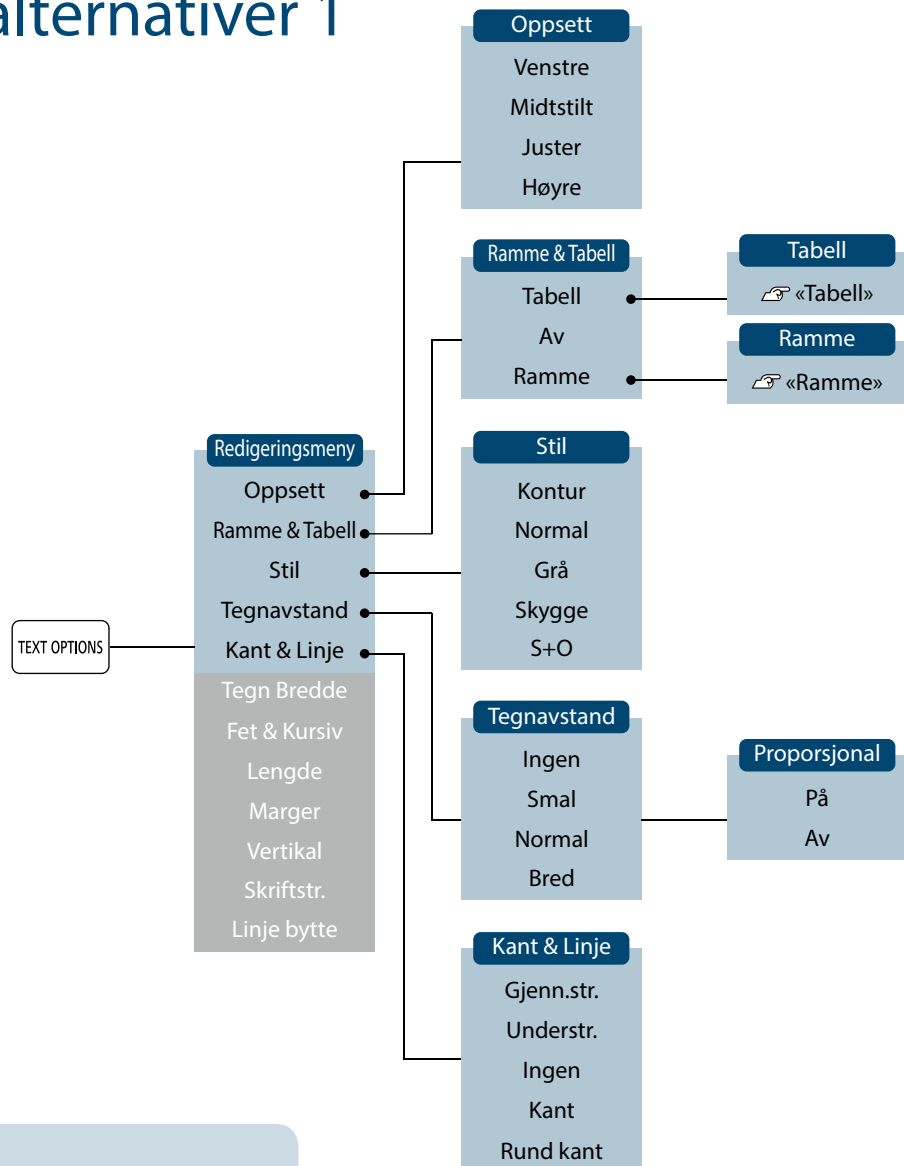 alternativer 1
Oppsett
Venstre
Midtstilt
Juster
Høyre
Ramme & Tabell
Tabell
Av
Ramme
Tabell
«Tabell»
Ramme
«Ramme»
Stil
Kontur
Normal
Grå
Skygge
S+O
Redigeringsmeny
Oppsett
Ramme & Tabell
Stil
Tegnavstand
Kant & Linje
Tegn Bredde
Fet & Kursiv
Lengde
Marger
Vertikal
Skriftstr.
Linje bytte
TEXT OPTIONS
Tegnavstand
Ingen
Smal
Normal
Bred
Proporsjonal
På
Av
Kant & Linje
Gjenn.str.
Understr.
Ingen
Kant
Rund kant